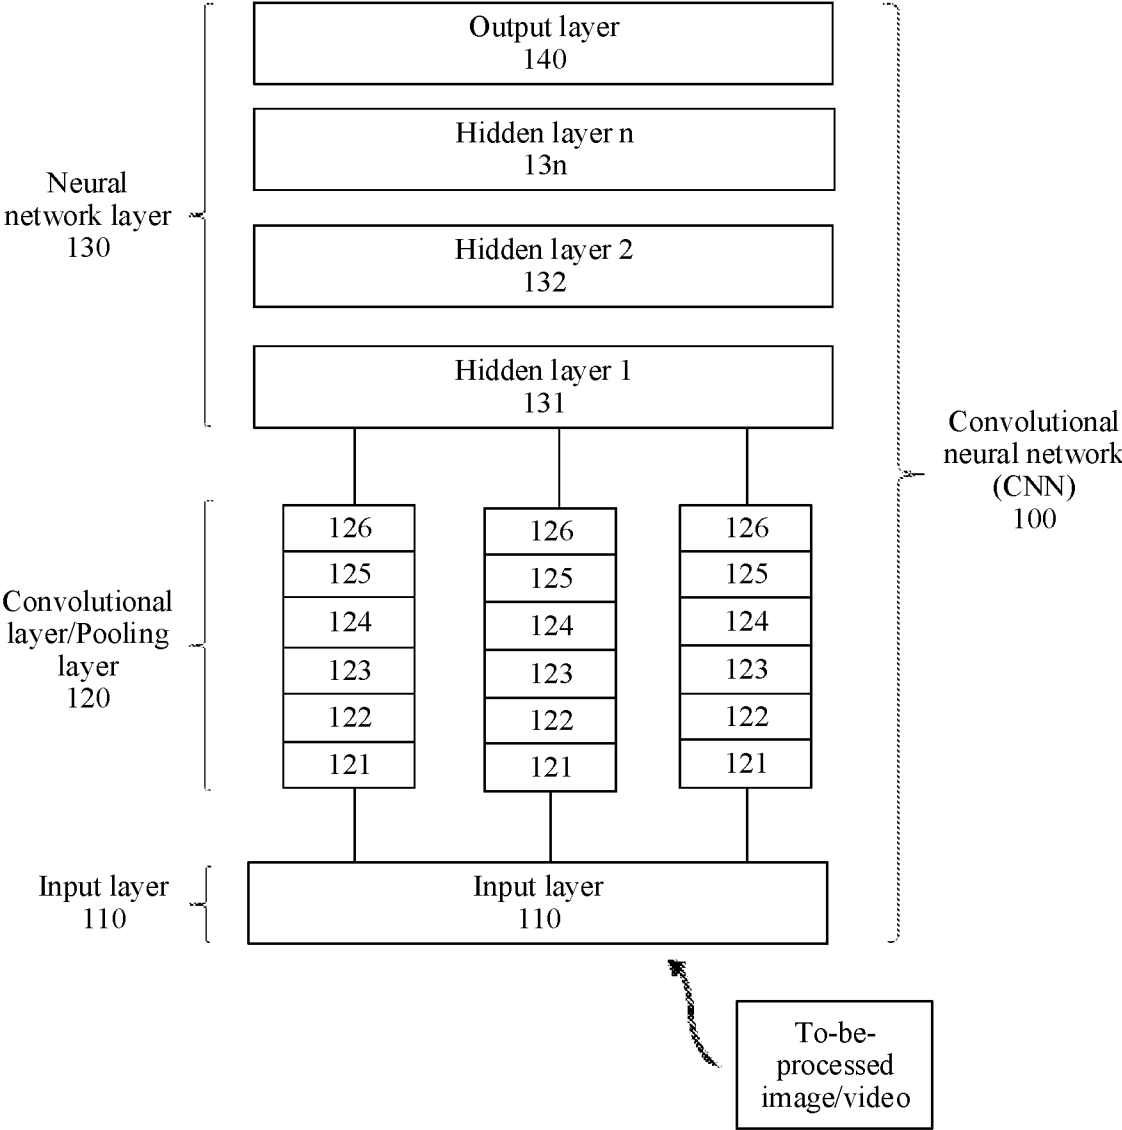 Output layer
140
Hidden layer n
13n
Neural
network layer
130
Hidden layer 2
132
Hidden layer 1
131
Convolutional
neural network
(CNN)
100
126 126 126
125 125 125
124 124 124
123 123 123
122 122 122
121 121 121
Convolutional
layer/Pooling
layer
120
Input layer
110
Input layer
110
To-be-
processed
image/video